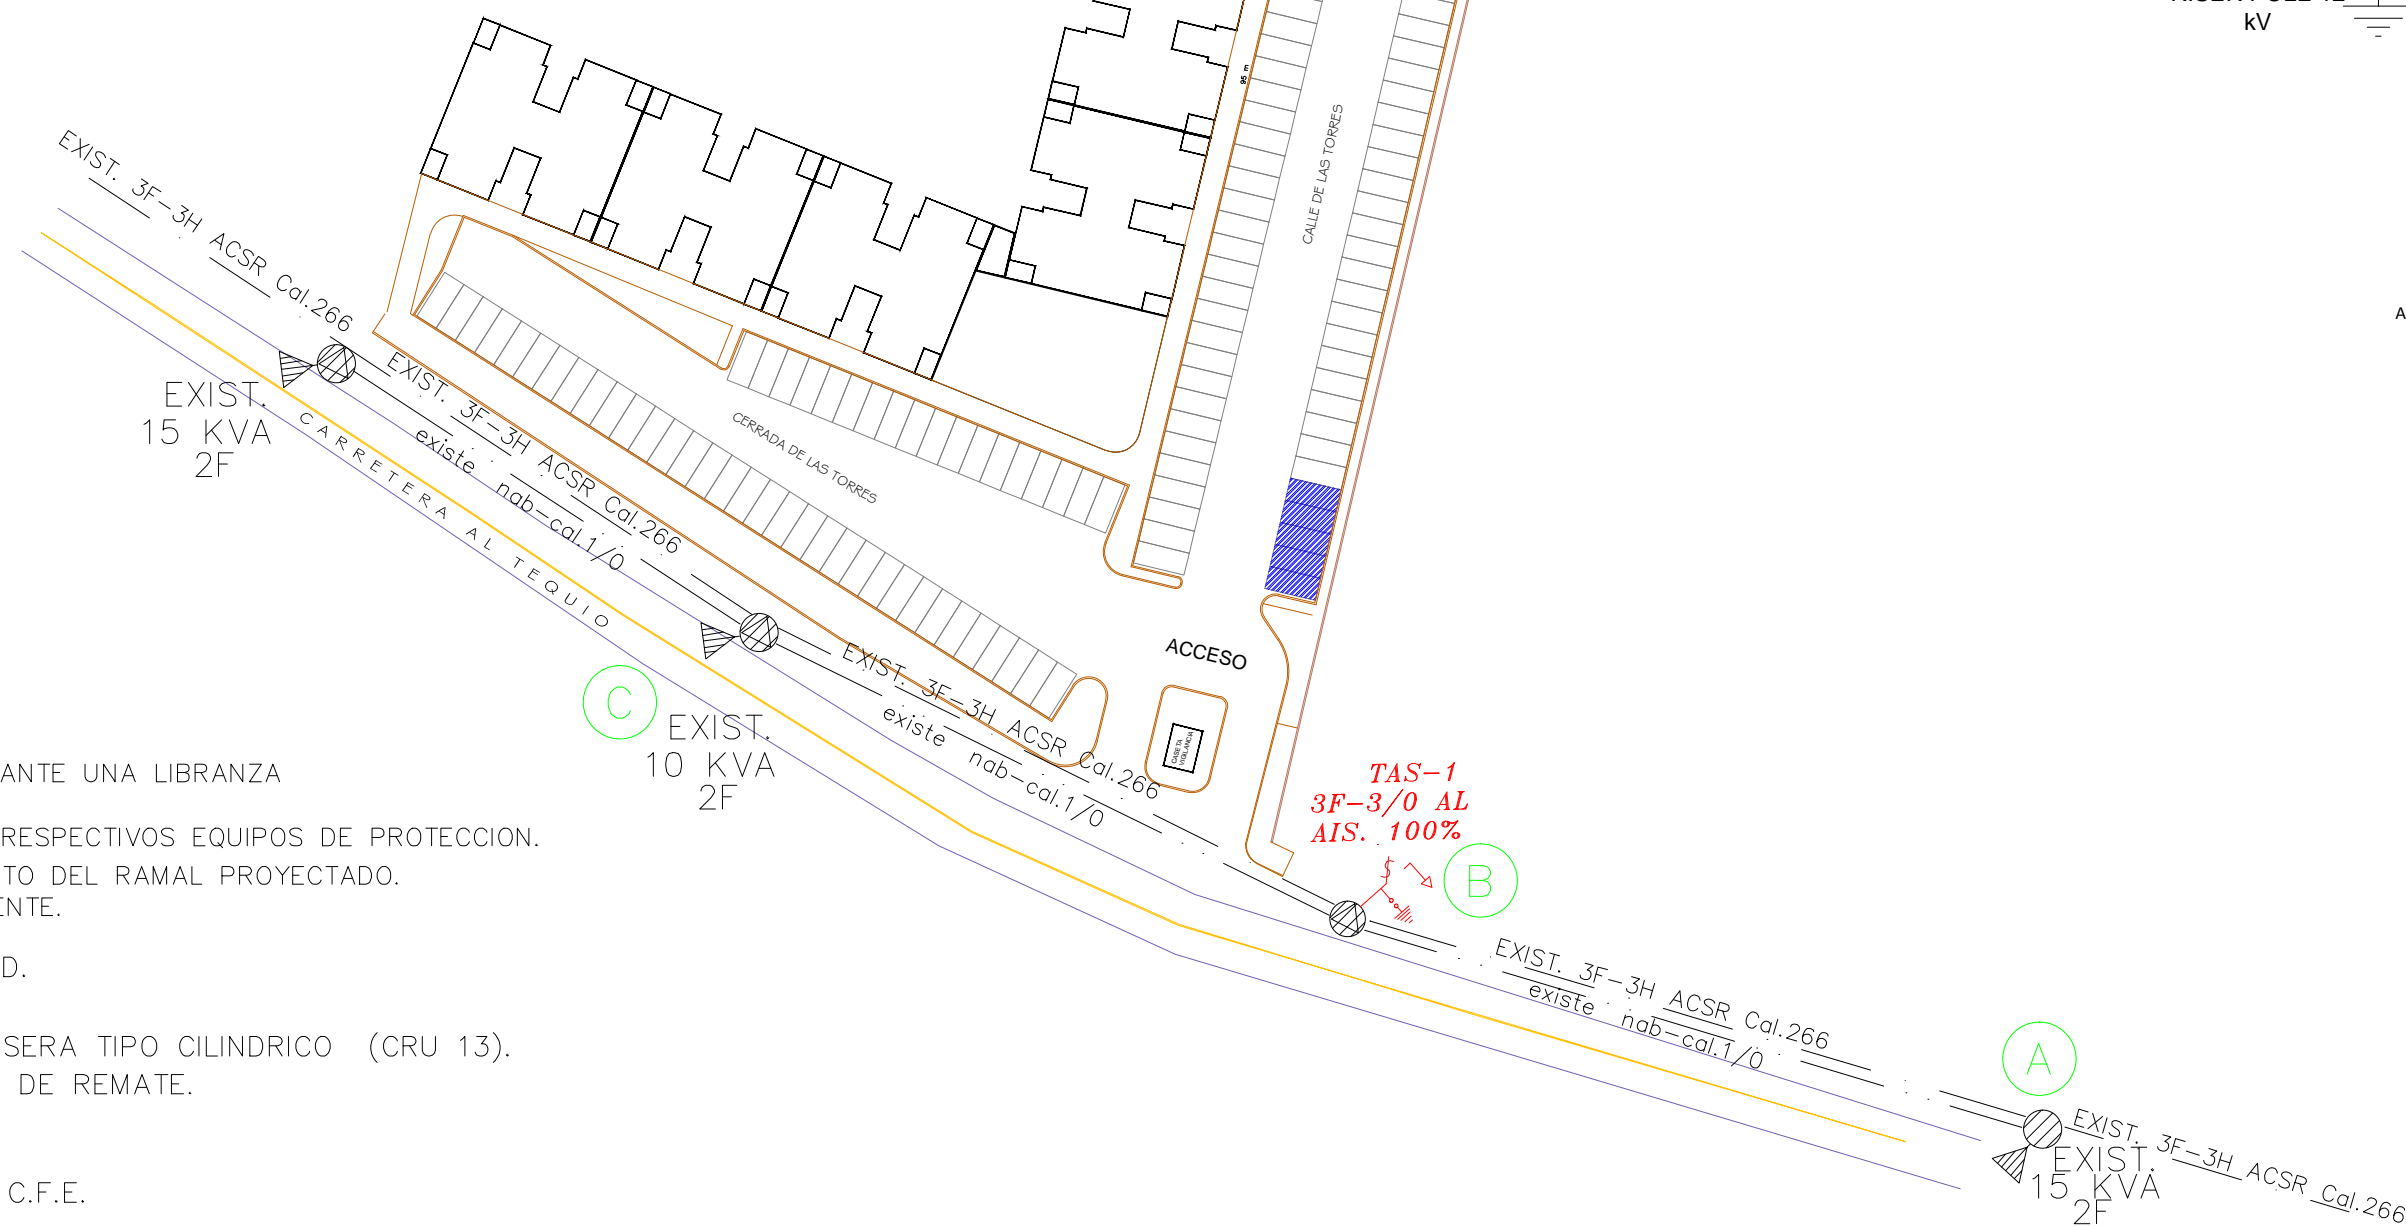 kV
95 m
CALLE DE LAS TORRES
EXIST. 3F-3H ACSR Cal.266
A
EXIST.
15 KVA
2F
EXIST. 3F-3H ACSR Cal.266
existe nab-cal.1/0
CERRADA DE LAS TORRES
CARRETERA AL TEQUIO
ACCESO
C
EXIST.
10 KVA
2F
EXIST. 3F-3H ACSR Cal.266
existe nab-cal.1/0
CASETA
VIGILANCIA
TAS-1
3F-3/0 AL
AIS. 100%
S
B
ANTE UNA LIBRANZA
RESPECTIVOS EQUIPOS DE PROTECCION.
TO DEL RAMAL PROYECTADO.
ENTE.
D.
SERA TIPO CILINDRICO (CRU 13).
DE REMATE.
C.F.E.
EXIST. 3F-3H ACSR Cal.266
existe nab-cal.1/0
A
EXIST. 3F-3H ACSR Cal.266
EXIST.
15 KVA
2F